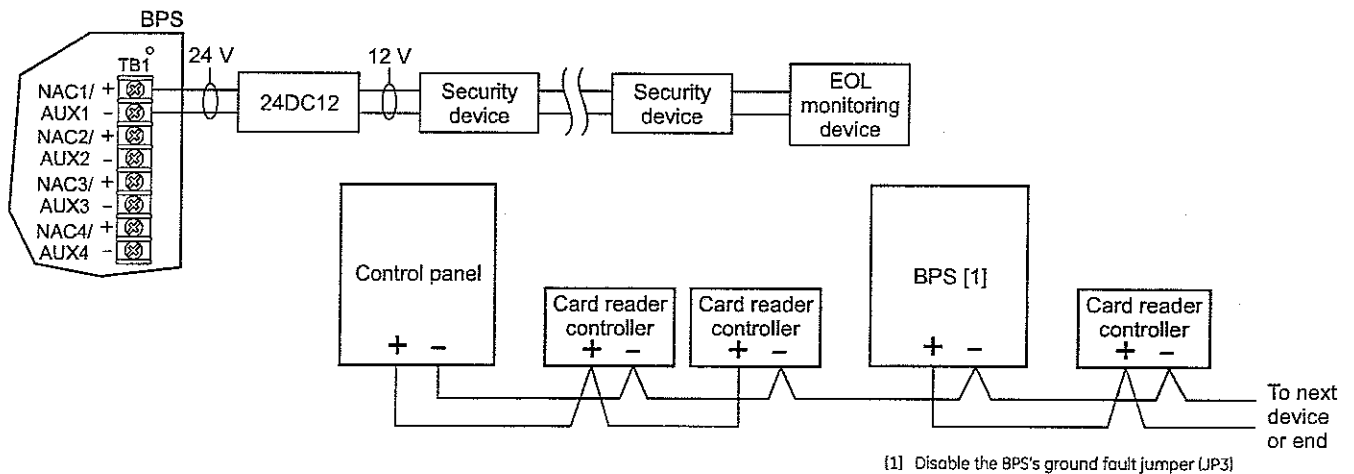 BPS
TB1
24 V
12 V
NAC1/ +
AUX1 -
NAC2/ +
AUX2 -
NAC3/ +
AUX3 -
NAC4/ +
AUX4 -
24DC12
Security
device
Security
device
EOL
monitoring
device
Control panel
+ -
Card reader
controller
+ -
Card reader
controller
+ -
BPS [1]
+ -
Card reader
controller
+ -
To next
device
or end
[1] Disable the BPS's ground fault jumper (JP3)